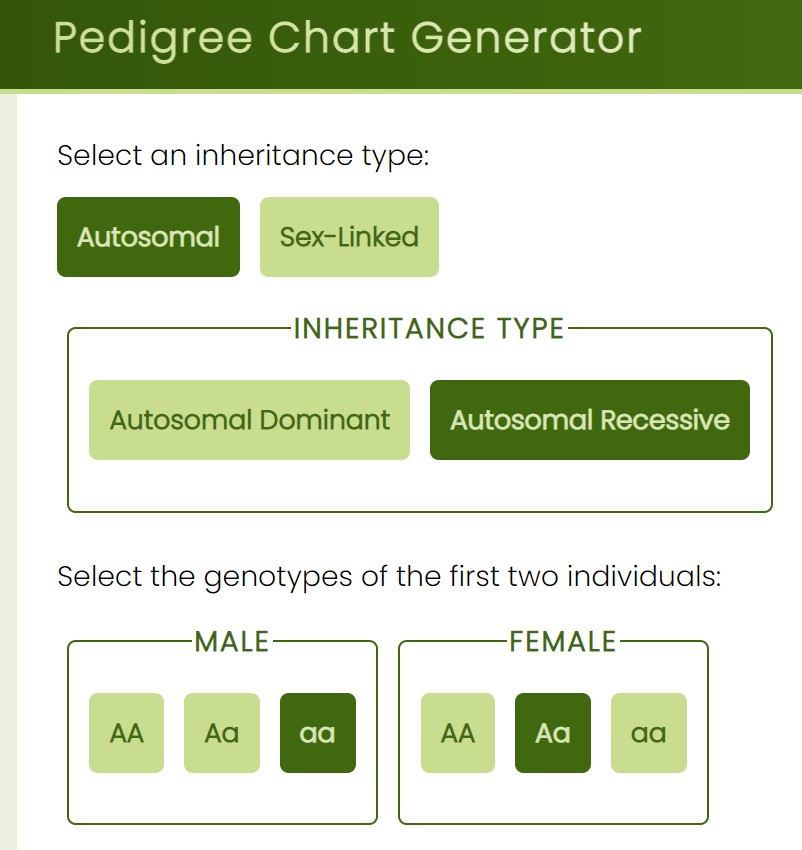 Pedigree Chart Generator
Select an inheritance type:
Autosomal Sex-Linked
INHERITANCE TYPE
Autosomal Dominant Autosomal Recessive
Select the genotypes of the first two individuals:
MALE FEMALE
AA Aa aa AA Aa aa